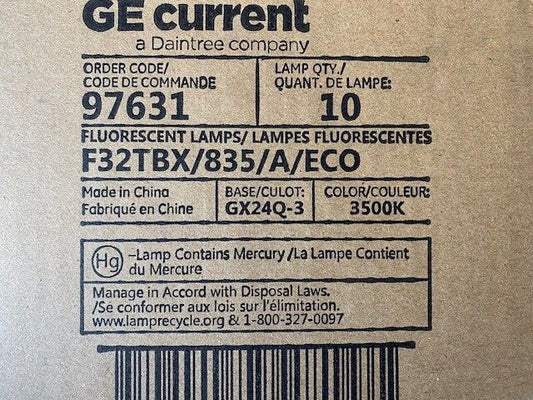 GE current
a Daintree company
ORDER CODE/ LAMP QTY./
CODE DE COMMANDE QUANT. DE LAMPE:
97631 10
FLUORESCENT LAMPS/ LAMPES FLUORESCENTES
F32TBX/835/A/ECO
Made in China BASE/CULOT: COLOR/COULEUR:
Fabriqué en Chine GX24Q-3 3500K
Hg –Lamp Contains Mercury /La Lampe Contient
du Mercure
Manage in Accord with Disposal Laws.
/Se conformer aux lois sur l'élimitation.
www.lamprecycle.org & 1-800-327-0097